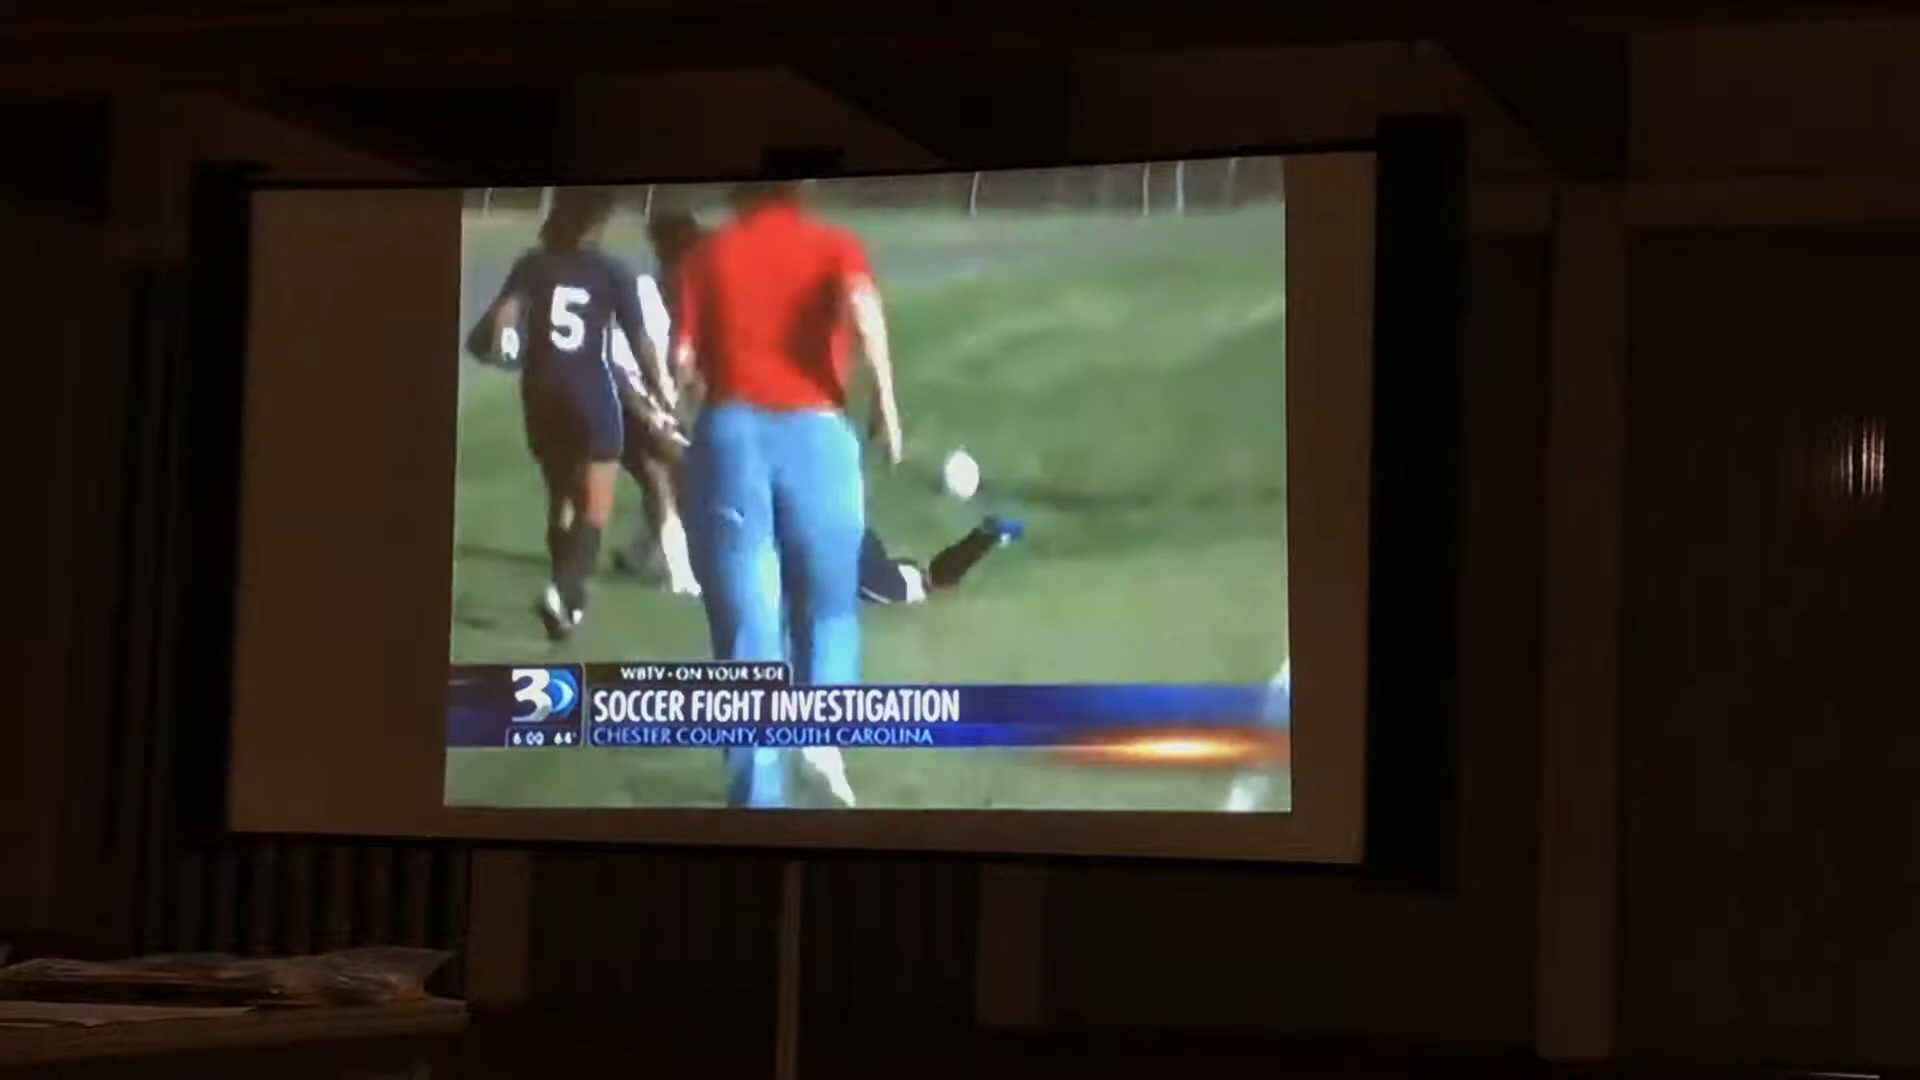 5
WBTV • ON YOUR SIDE
3
SOCCER FIGHT INVESTIGATION
6:00 64°
CHESTER COUNTY, SOUTH CAROLINA